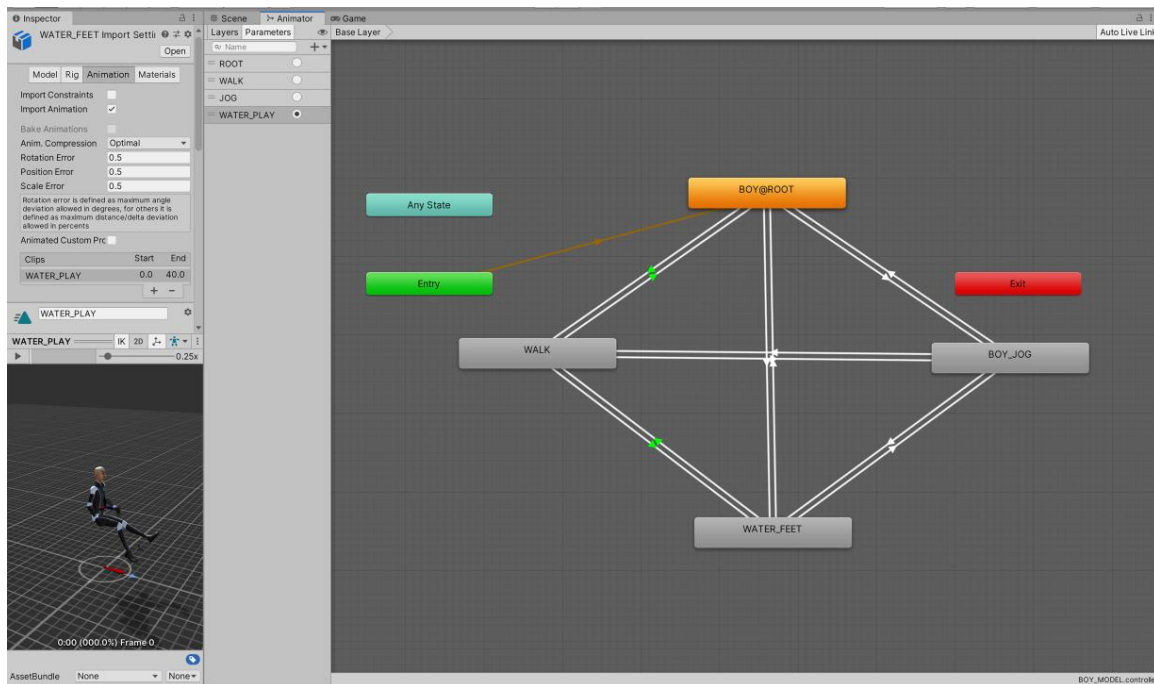 Inspector
WATER_FEET Import Settii
Open
Model Rig Animation Materials
Import Constraints
Import Animation
Bake Animations
Anim. Compression Optimal
Rotation Error 0.5
Position Error 0.5
Scale Error 0.5
Rotation error is defined as maximum angle
deviation allowed in degrees, for others it is
defined as maximum distance/delta deviation
allowed in percents
Animated Custom Prc
Clips Start End
WATER_PLAY 0.0 40.0
WATER_PLAY
WATER_PLAY IK 2D 0.25x
0:00 (000.0%) Frame 0
AssetBundle None None
Scene Animator Game
Layers Parameters Base Layer Auto Live Link
Name
ROOT
WALK
JOG
WATER_PLAY
BOY@ROOT
Any State
Entry
Exit
WALK
BOY_JOG
WATER_FEET
BOY_MODEL.controlle